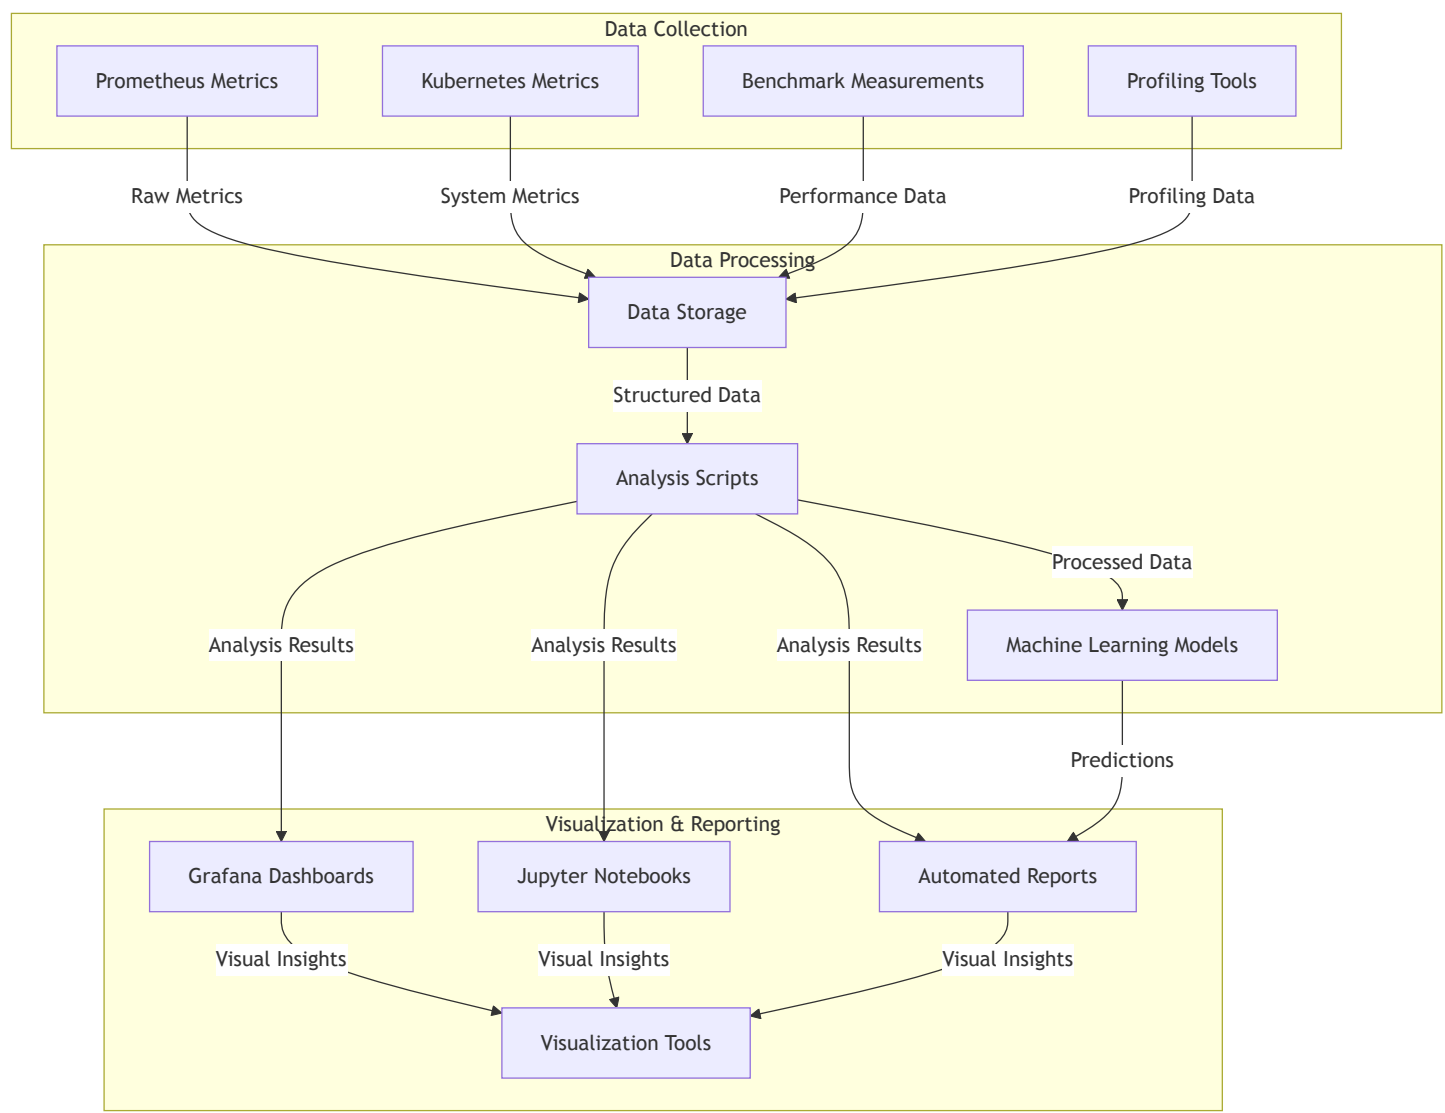 Data Collection
Prometheus Metrics
Kubernetes Metrics
Benchmark Measurements
Profiling Tools
Raw Metrics
System Metrics
Performance Data
Profiling Data
Data Processing
Data Storage
Structured Data
Analysis Scripts
Processed Data
Analysis Results
Analysis Results
Analysis Results
Machine Learning Models
Predictions
Visualization & Reporting
Grafana Dashboards
Jupyter Notebooks
Automated Reports
Visual Insights
Visual Insights
Visual Insights
Visualization Tools